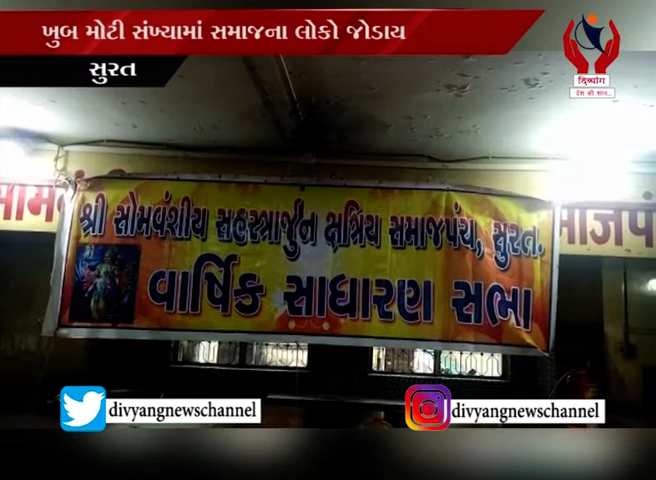 ખુબ મોટી સંખ્યામાં સમાજના લોકો જોડાય
સુરત
દિવ્યાંગ
देश की शान...
શ્રી સોમવંશીય સહસ્ત્રાર્જુન ક્ષત્રિય સમાજપંચ, સુરત.
વાર્ષિક સાધારણ સભા
divyangnewschannel
divyangnewschannel